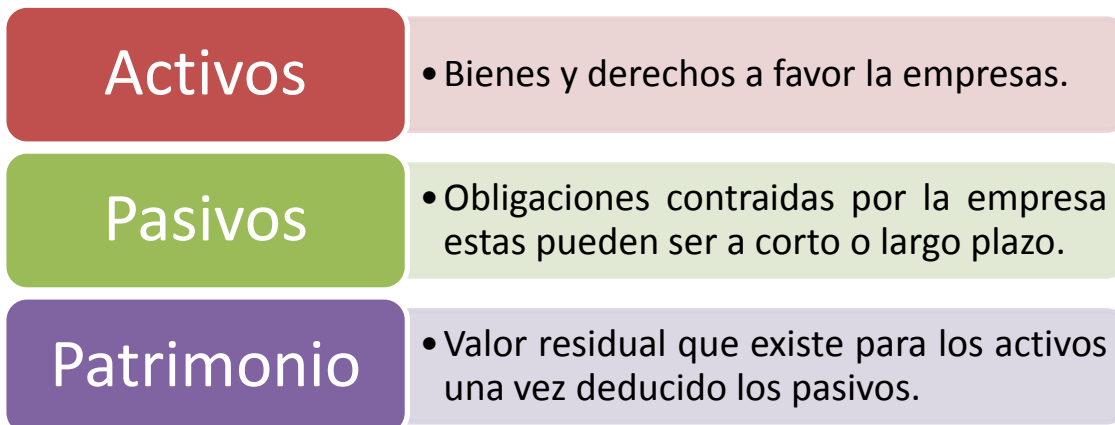 Activos
• Bienes y derechos a favor la empresas.
Pasivos
• Obligaciones contraidas por la empresa
estas pueden ser a corto o largo plazo.
Patrimonio
• Valor residual que existe para los activos
una vez deducido los pasivos.